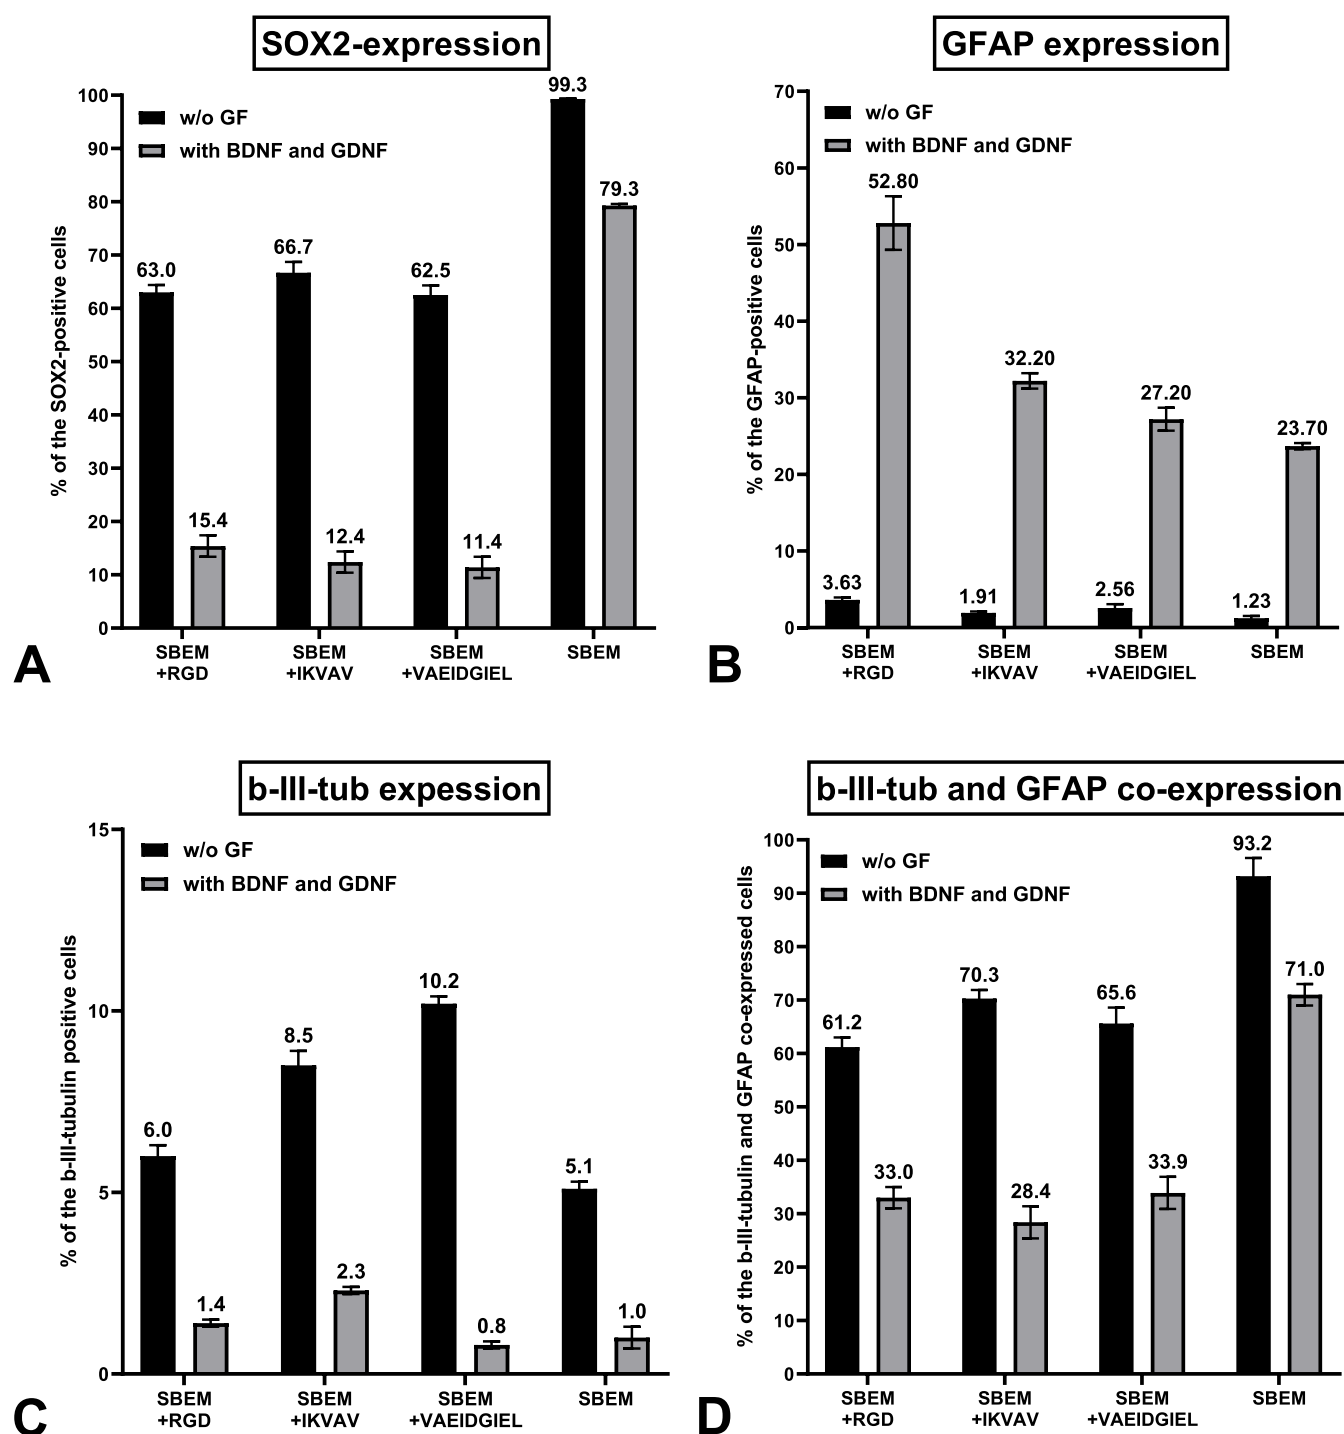 SOX2-expression
w/o GF
with BDNF and GDNF
% of the SOX2-positive cells
100
90
80
70
60
50
40
30
20
10
0
63.0
15.4
66.7
12.4
62.5
11.4
99.3
79.3
SBEM
+RGD
SBEM
+IKVAV
SBEM
+VAEIDGIEL
SBEM
A
GFAP expression
w/o GF
with BDNF and GDNF
% of the GFAP-positive cells
70
60
50
40
30
20
10
0
3.63
52.80
1.91
32.20
2.56
27.20
1.23
23.70
SBEM
+RGD
SBEM
+IKVAV
SBEM
+VAEIDGIEL
SBEM
B
b-III-tub expession
w/o GF
with BDNF and GDNF
% of the b-III-tubulin positive cells
15
10
5
0
6.0
1.4
8.5
2.3
10.2
0.8
5.1
1.0
SBEM
+RGD
SBEM
+IKVAV
SBEM
+VAEIDGIEL
SBEM
C
b-III-tub and GFAP co-expression
w/o GF
with BDNF and GDNF
% of the b-III-tubulin and GFAP co-expressed cells
100
90
80
70
60
50
40
30
20
10
0
61.2
33.0
70.3
28.4
65.6
33.9
93.2
71.0
SBEM
+RGD
SBEM
+IKVAV
SBEM
+VAEIDGIEL
SBEM
D